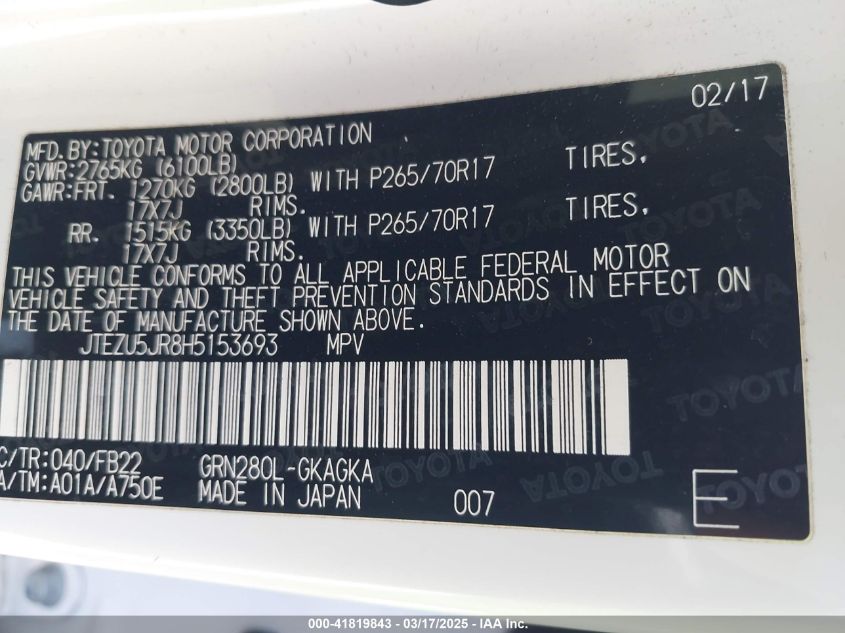 02/17
MFD.BY:TOYOTA MOTOR CORPORATION
GVWR:2765KG (6100LB)
GAWR:FRT. 1270KG (2800LB) WITH P265/70R17 TIRES,
17X7J RIMS.
RR. 1515KG (3350LB) WITH P265/70R17 TIRES,
17X7J RIMS.
THIS VEHICLE CONFORMS TO ALL APPLICABLE FEDERAL MOTOR
VEHICLE SAFETY AND THEFT PREVENTION STANDARDS IN EFFECT ON
THE DATE OF MANUFACTURE SHOWN ABOVE.
JTEZU5JR8H5153693 MPV
C/TR:040/FB22 GRN280L-GKAGKA
A/TM:A01A/A750E MADE IN JAPAN 007 E
000-41819843 - 03/17/2025 - IAA Inc.